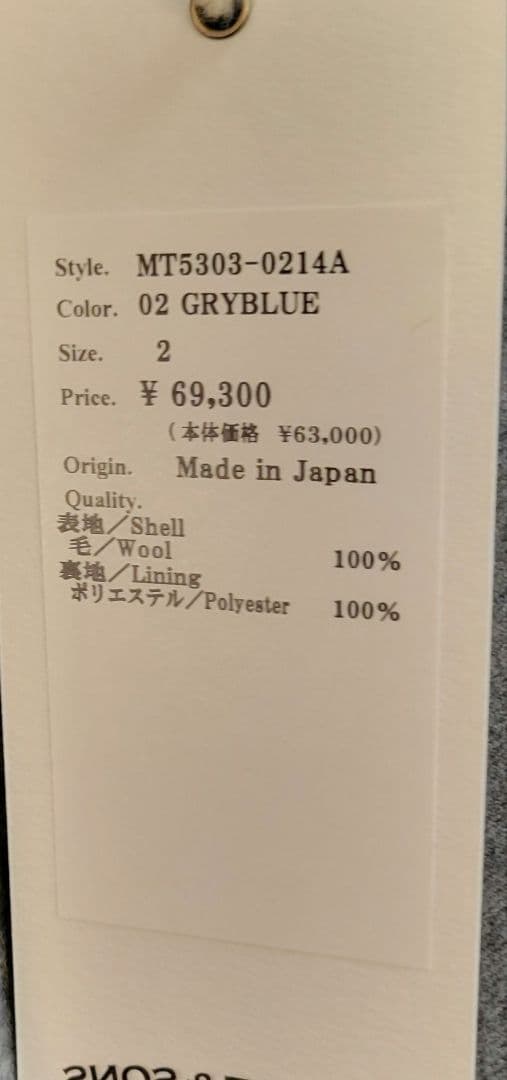 Style. MT5303-0214A
Color. 02 GRYBLUE
Size. 2
Price. ¥ 69,300
(本体価格 ¥63,000)
Origin. Made in Japan
Quality.
表地/Shell
毛/Wool 100%
裏地/Lining
ポリエステル/Polyester 100%
& SONS